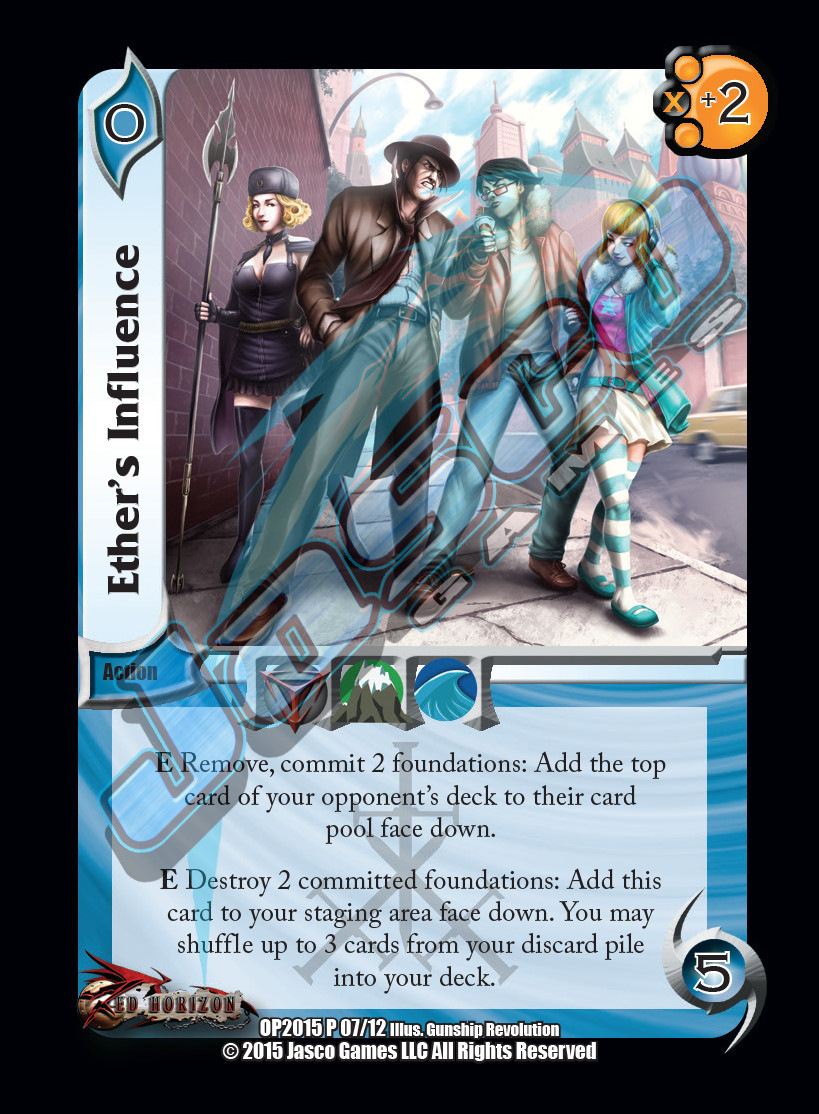 0
X +2
Ether's Influence
Action
E Remove, commit 2 foundations: Add the top
card of your opponent's deck to their card
pool face down.
E Destroy 2 committed foundations: Add this
card to your staging area face down. You may
shuffle up to 3 cards from your discard pile
into your deck.
5
RED HORIZON
OP2015 P 07/12 Illus. Gunship Revolution
© 2015 Jasco Games LLC All Rights Reserved
JASCO
GAMES